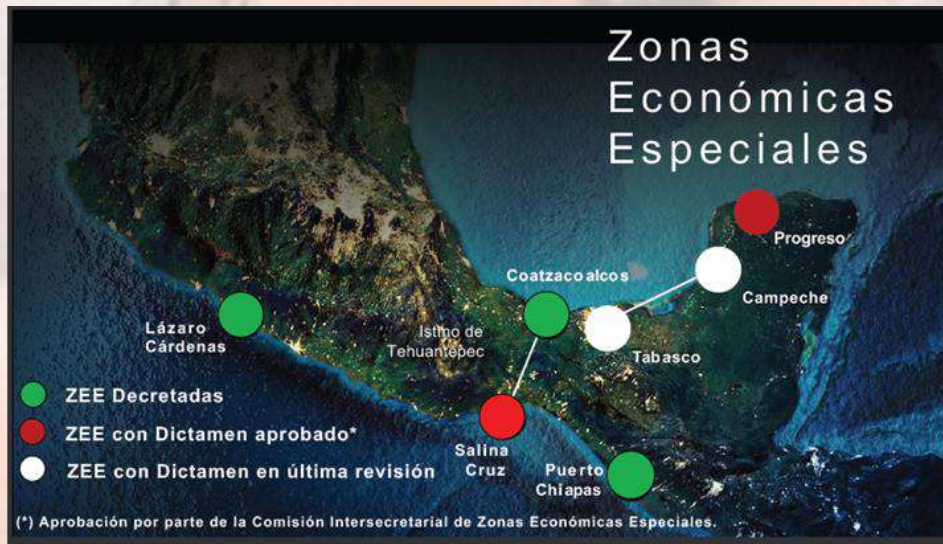 Zonas
Económicas
Especiales
Progreso
Coatzacoalcos
Campeche
Lázaro
Cárdenas
Istmo de
Tehuantepec
Tabasco
ZEE Decretadas
ZEE con Dictamen aprobado*
Salina
Cruz
ZEE con Dictamen en última revisión
Puerto
Chiapas
(*) Aprobación por parte de la Comisión Intersecretarial de Zonas Económicas Especiales.